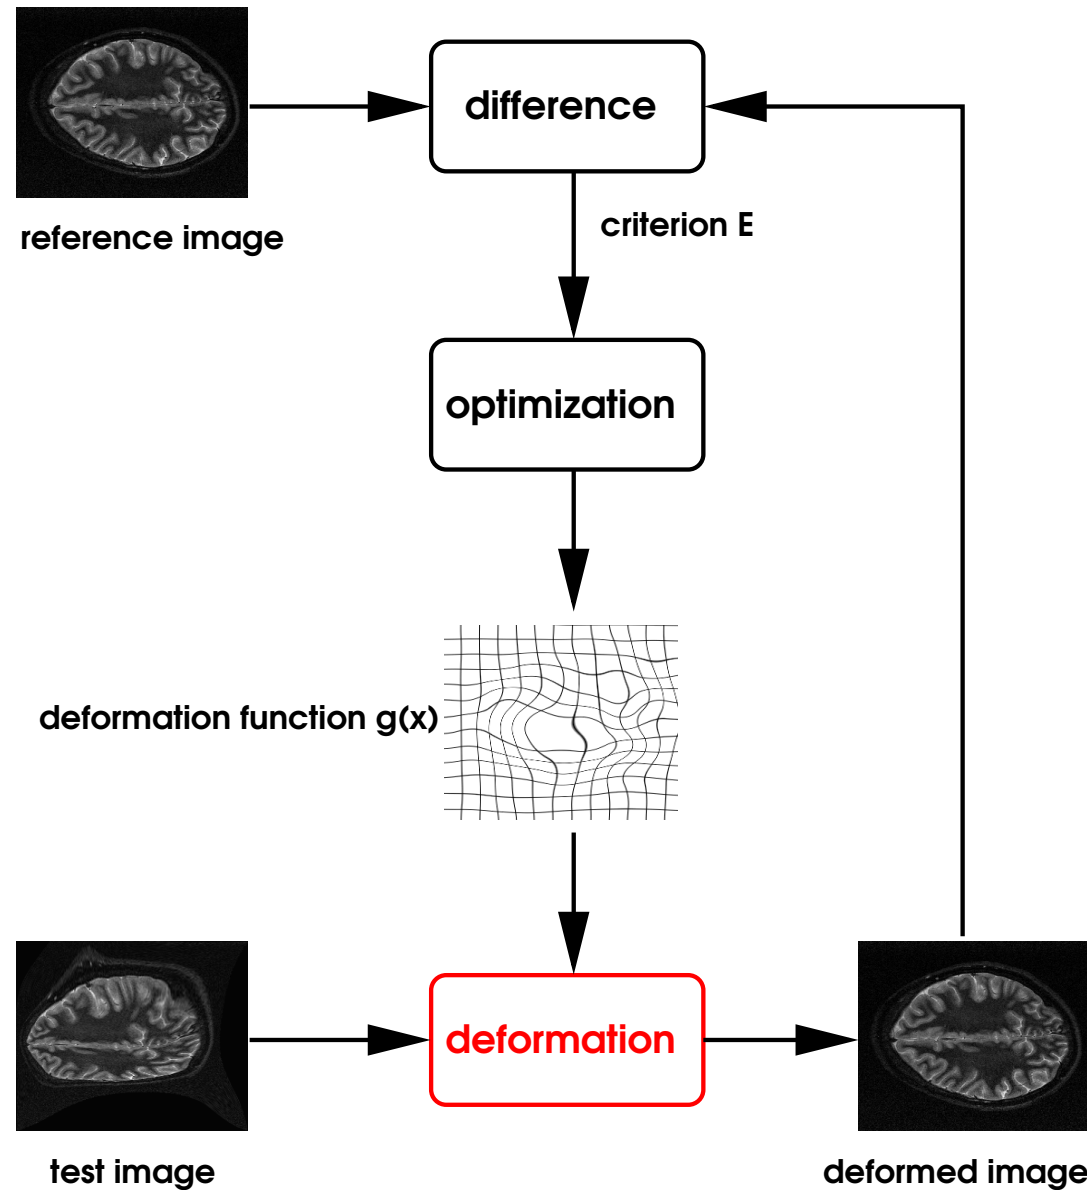 difference
reference image
criterion E
optimization
deformation function g(x)
deformation
test image
deformed image